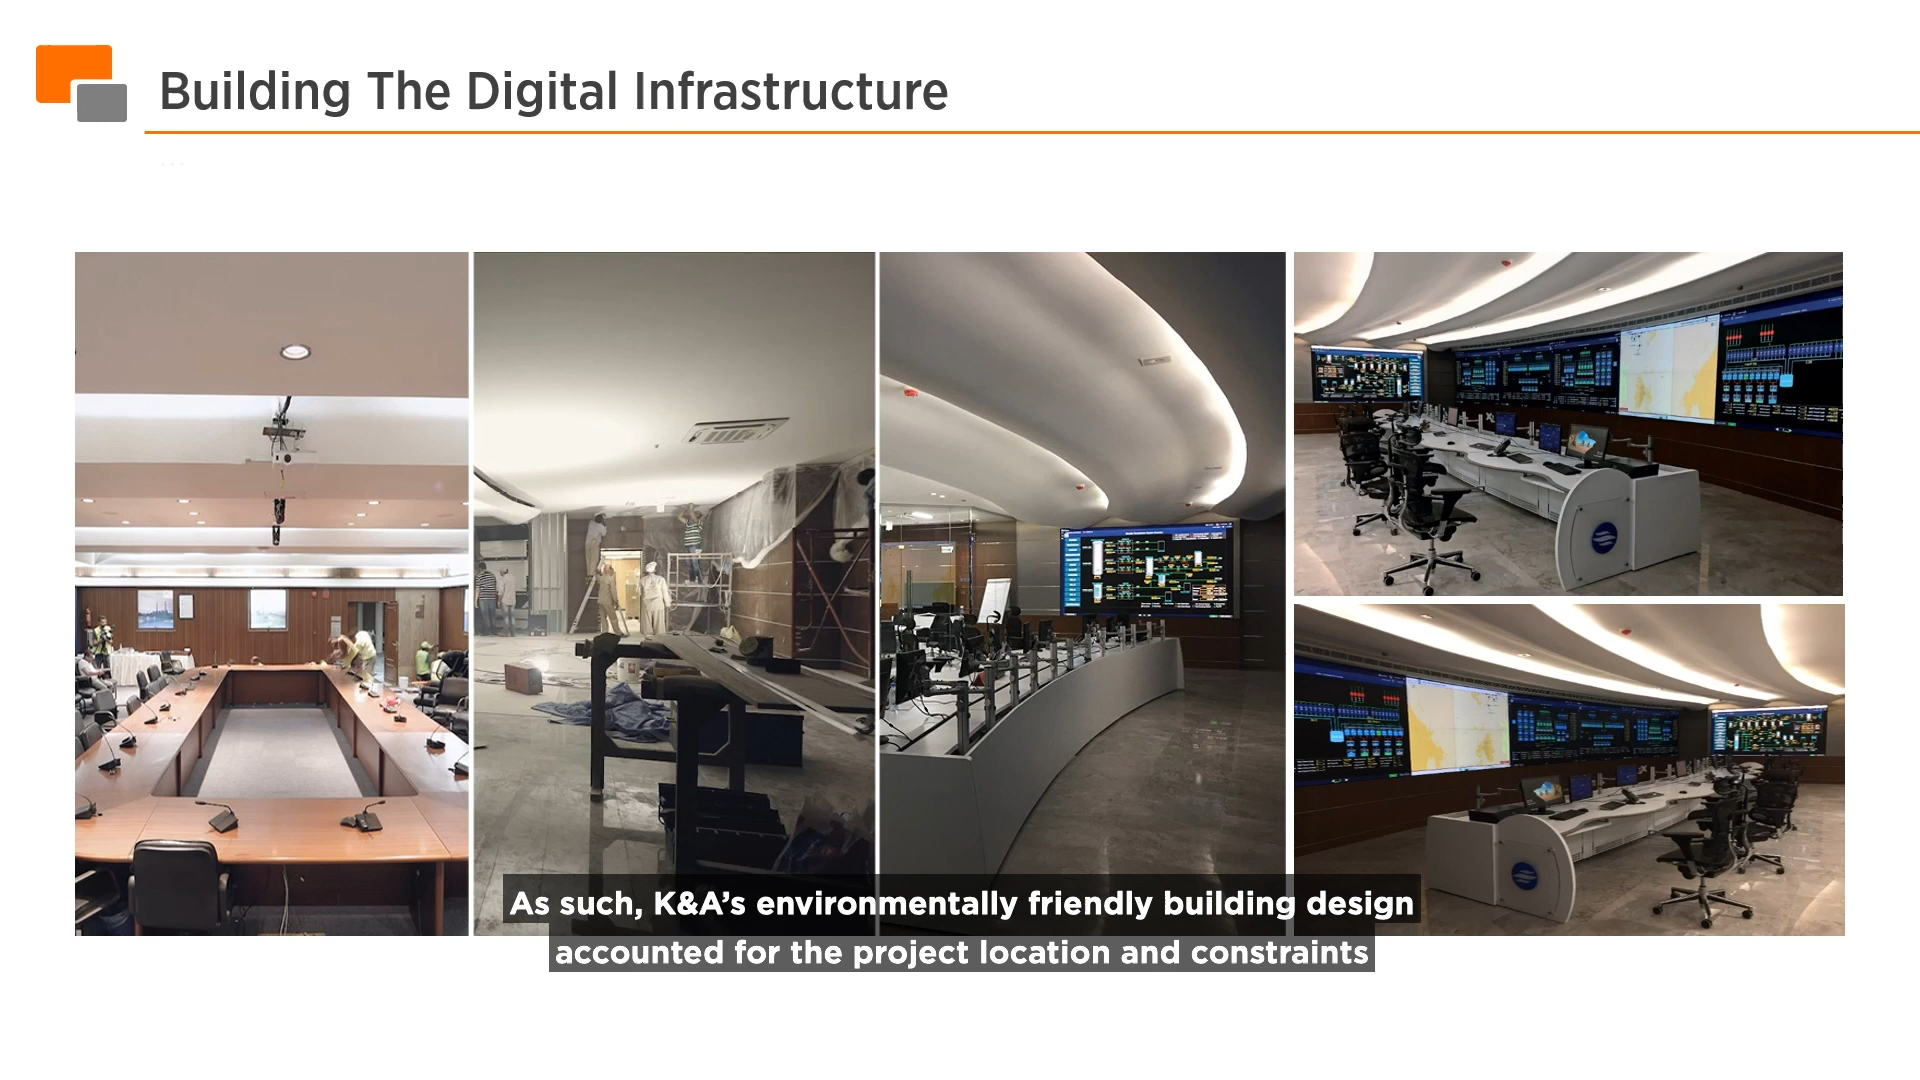 Building The Digital Infrastructure
...
As such, K&A’s environmentally friendly building design
accounted for the project location and constraints